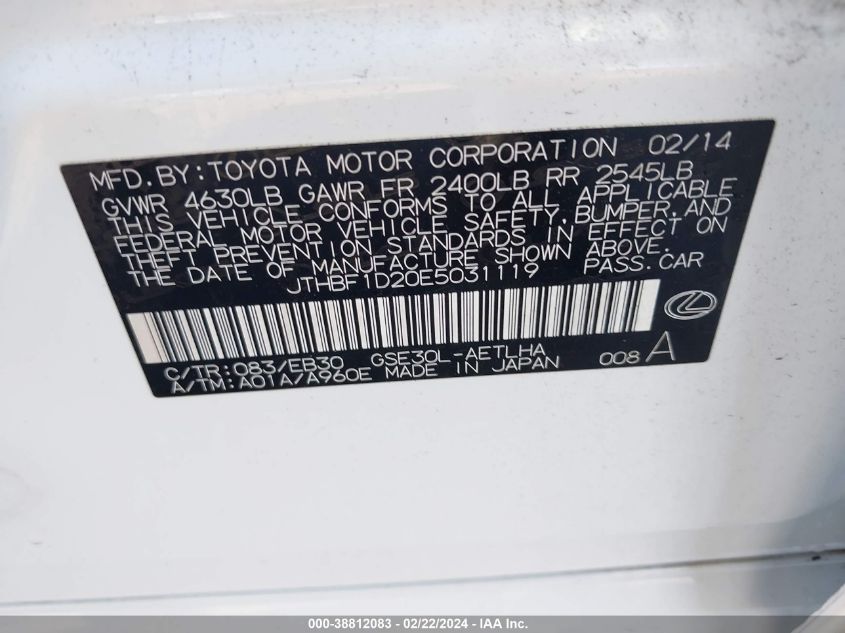 MFD. BY: TOYOTA MOTOR CORPORATION 02/14
GVWR 4630LB GAWR FR 2400LB RR 2545LB
THIS VEHICLE CONFORMS TO ALL APPLICABLE
FEDERAL MOTOR VEHICLE SAFETY, BUMPER, AND
THEFT PREVENTION STANDARDS IN EFFECT ON
THE DATE OF MANUFACTURE SHOWN ABOVE.
JTHBF1D20E5031119 PASS. CAR
C/TR: 083/EB30 GSE30L-AETLHA 008 A
A/TM: A01A/A960E MADE IN JAPAN
000-38812083 - 02/22/2024 - IAA Inc.